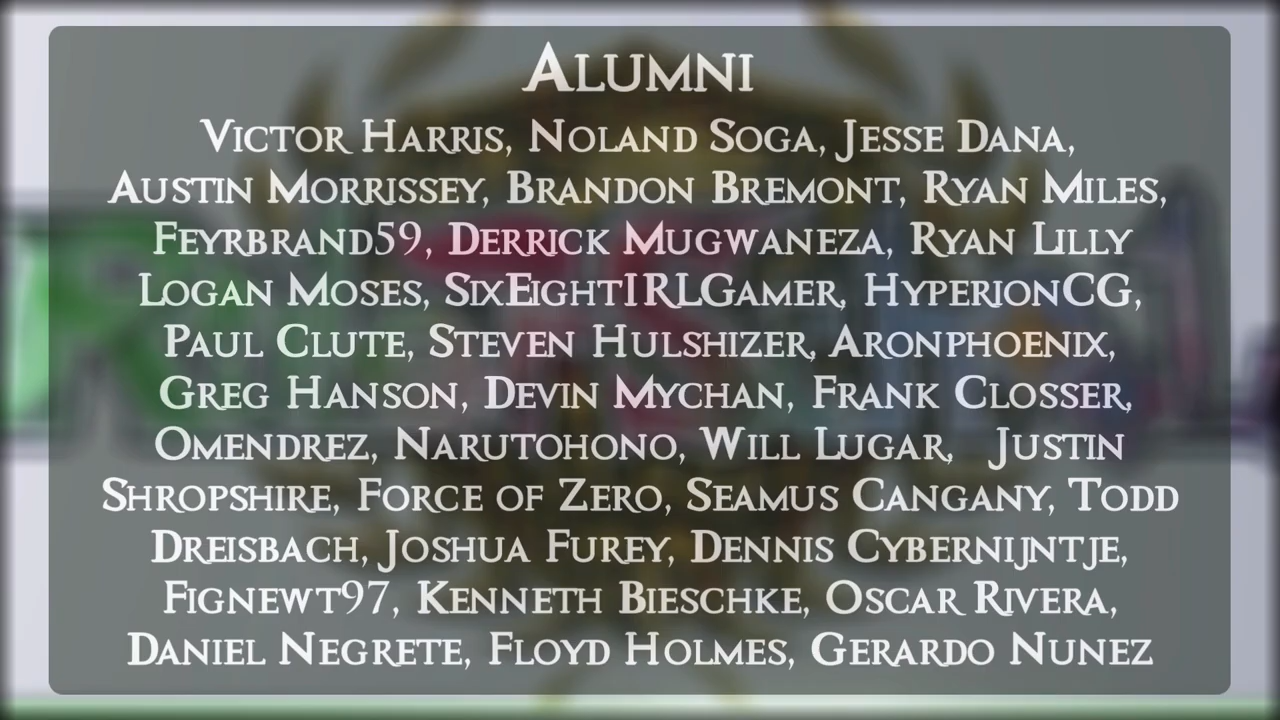 Alumni
Victor Harris, Noland Soga, Jesse Dana,
Austin Morrissey, Brandon Bremont, Ryan Miles,
Feyrbrand59, Derrick Mugwaneza, Ryan Lilly
Logan Moses, SixEightIRLGamer, HyperionCG,
Paul Clute, Steven Hulshizer, Aronphoenix,
Greg Hanson, Devin Mychan, Frank Closser,
Omendrez, Narutohono, Will Lugar, Justin
Shropshire, Force of Zero, Seamus Cangany, Todd
Dreisbach, Joshua Furey, Dennis Cybernijntje,
Fignewt97, Kenneth Bieschke, Oscar Rivera,
Daniel Negrete, Floyd Holmes, Gerardo Nunez